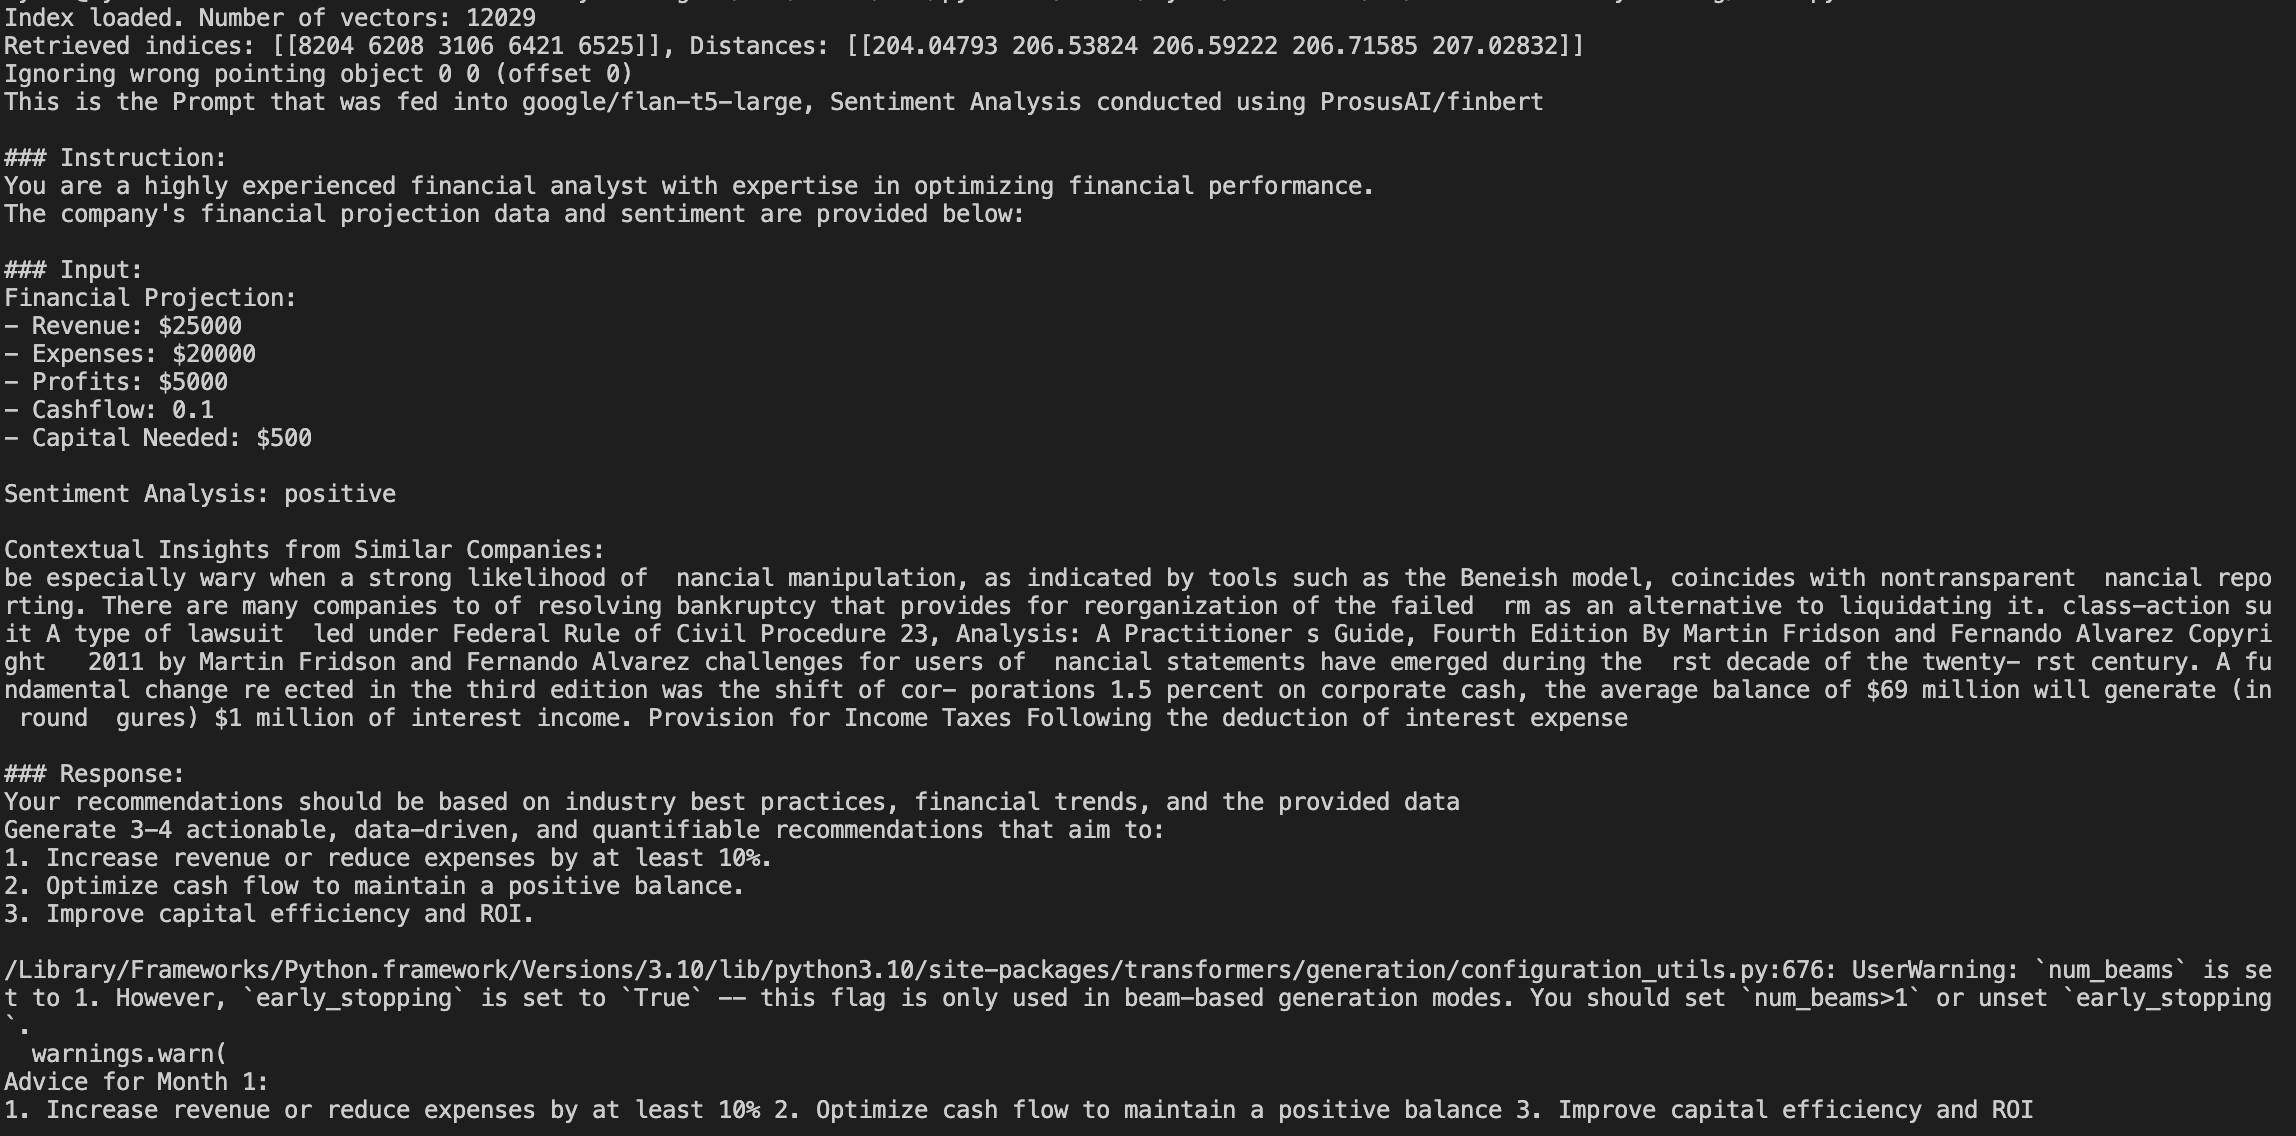 Index loaded. Number of vectors: 12029
Retrieved indices: [[8204 6208 3106 6421 6525]], Distances: [[204.04793 206.53824 206.59222 206.71585 207.02832]]
Ignoring wrong pointing object 0 0 (offset 0)
This is the Prompt that was fed into google/flan-t5-large, Sentiment Analysis conducted using ProsusAI/finbert
### Instruction:
You are a highly experienced financial analyst with expertise in optimizing financial performance.
The company's financial projection data and sentiment are provided below:
### Input:
Financial Projection:
- Revenue: $25000
- Expenses: $20000
- Profits: $5000
- Cashflow: 0.1
- Capital Needed: $500
Sentiment Analysis: positive
Contextual Insights from Similar Companies:
be especially wary when a strong likelihood of  nancial manipulation, as indicated by tools such as the Beneish model, coincides with nontransparent  nancial repo
rting. There are many companies to of resolving bankruptcy that provides for reorganization of the failed  rm as an alternative to liquidating it. class-action su
it A type of lawsuit  led under Federal Rule of Civil Procedure 23, Analysis: A Practitioner s Guide, Fourth Edition By Martin Fridson and Fernando Alvarez Copyri
ght   2011 by Martin Fridson and Fernando Alvarez challenges for users of  nancial statements have emerged during the  rst decade of the twenty- rst century. A fu
ndamental change re ected in the third edition was the shift of cor- porations 1.5 percent on corporate cash, the average balance of $69 million will generate (in
 round  gures) $1 million of interest income. Provision for Income Taxes Following the deduction of interest expense
### Response:
Your recommendations should be based on industry best practices, financial trends, and the provided data
Generate 3-4 actionable, data-driven, and quantifiable recommendations that aim to:
1. Increase revenue or reduce expenses by at least 10%.
2. Optimize cash flow to maintain a positive balance.
3. Improve capital efficiency and ROI.
/Library/Frameworks/Python.framework/Versions/3.10/lib/python3.10/site-packages/transformers/generation/configuration_utils.py:676: UserWarning: `num_beams` is se
t to 1. However, `early_stopping` is set to `True` -- this flag is only used in beam-based generation modes. You should set `num_beams>1` or unset `early_stopping
`.
  warnings.warn(
Advice for Month 1:
1. Increase revenue or reduce expenses by at least 10% 2. Optimize cash flow to maintain a positive balance 3. Improve capital efficiency and ROI